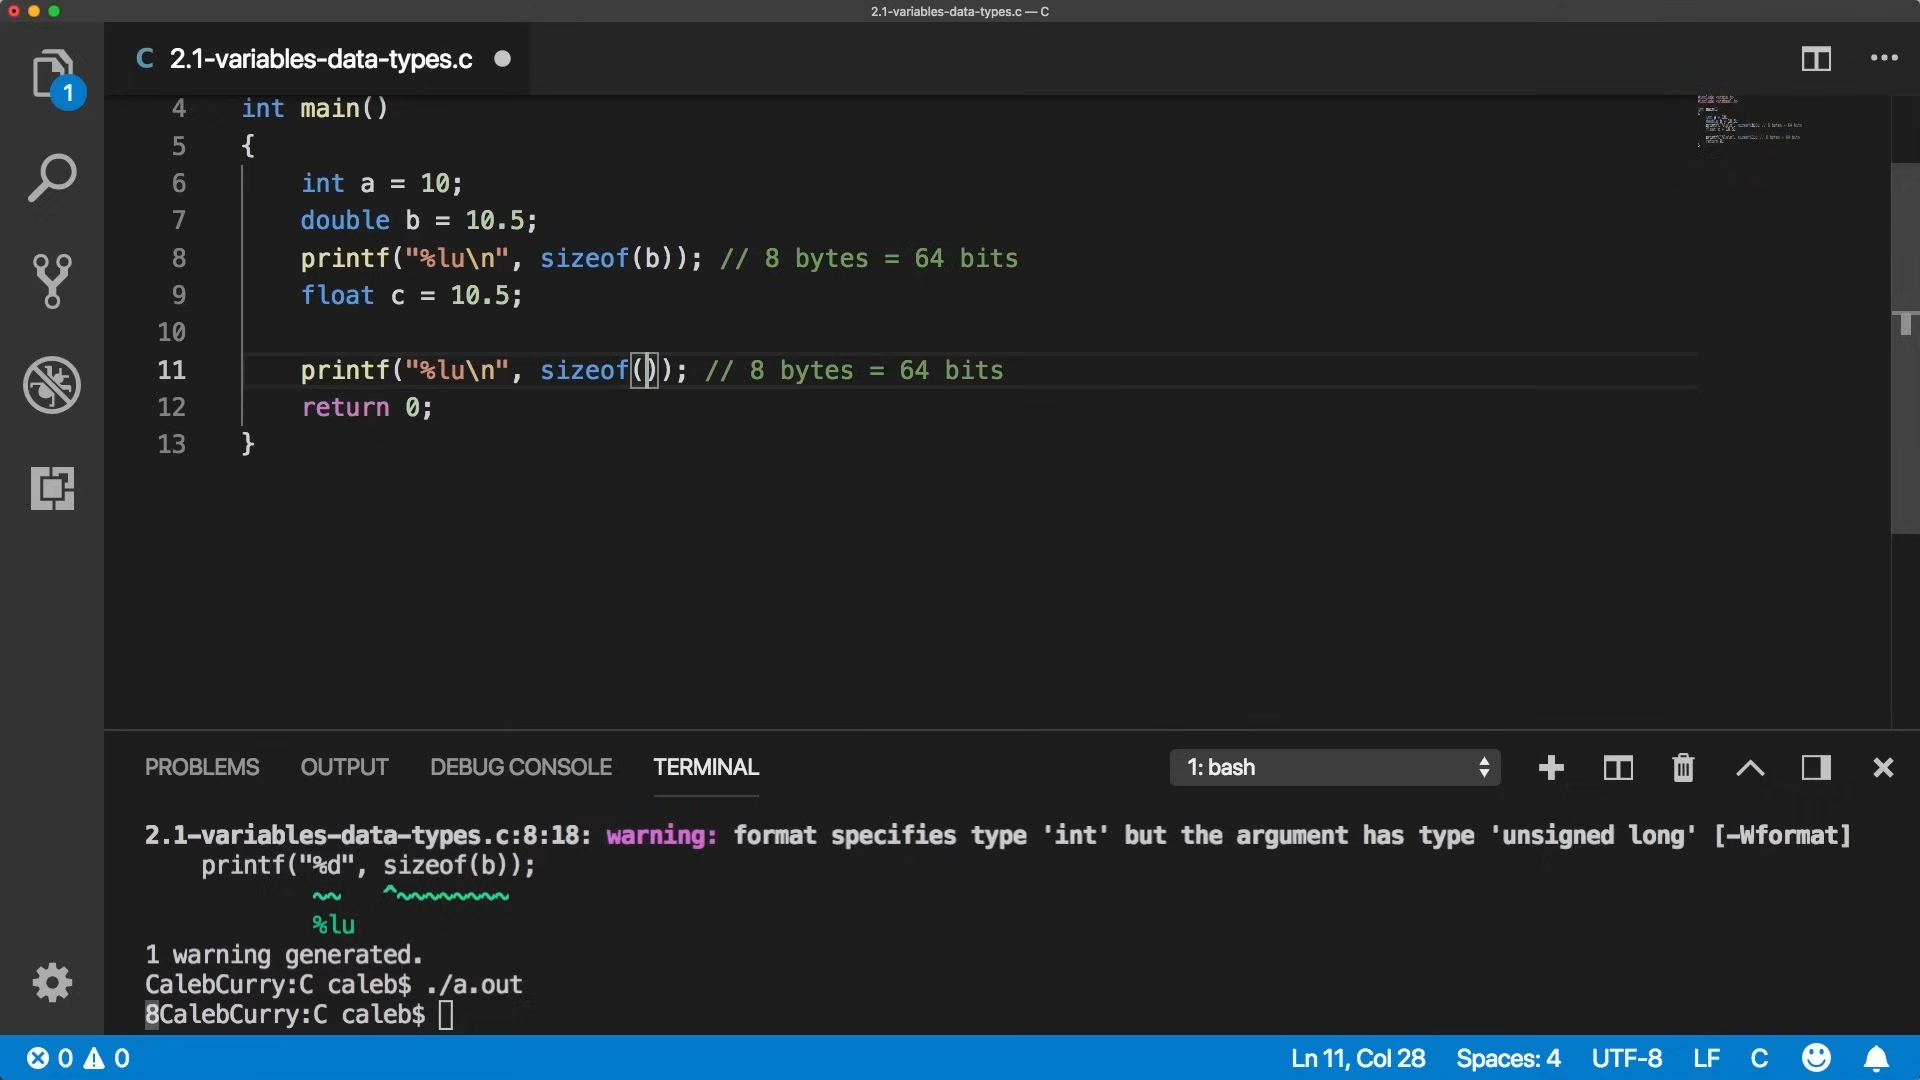 2.1-variables-data-types.c — C
1
C 2.1-variables-data-types.c
4 int main()
5 {
6 int a = 10;
7 double b = 10.5;
8 printf("%lu\n", sizeof(b)); // 8 bytes = 64 bits
9 float c = 10.5;
10
11 printf("%lu\n", sizeof()); // 8 bytes = 64 bits
12 return 0;
13 }
PROBLEMS OUTPUT DEBUG CONSOLE TERMINAL 1: bash
2.1-variables-data-types.c:8:18: warning: format specifies type 'int' but the argument has type 'unsigned long' [-Wformat]
printf("%d", sizeof(b));
~~ ^~~~~~~~~
%lu
1 warning generated.
CalebCurry:C caleb$ ./a.out
8CalebCurry:C caleb$
0 0 Ln 11, Col 28 Spaces: 4 UTF-8 LF C